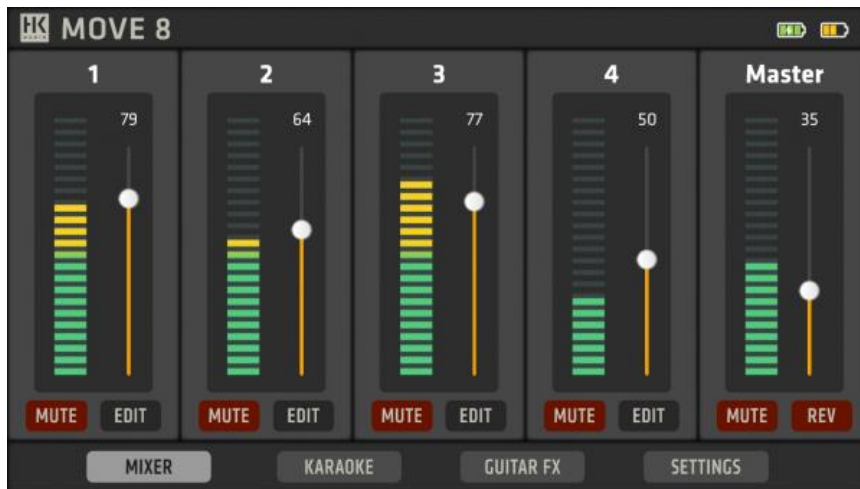 HK AUDIO MOVE 8
1 2 3 4 Master
79 64 77 50 35
MUTE EDIT MUTE EDIT MUTE EDIT MUTE EDIT MUTE REV
MIXER KARAOKE GUITAR FX SETTINGS